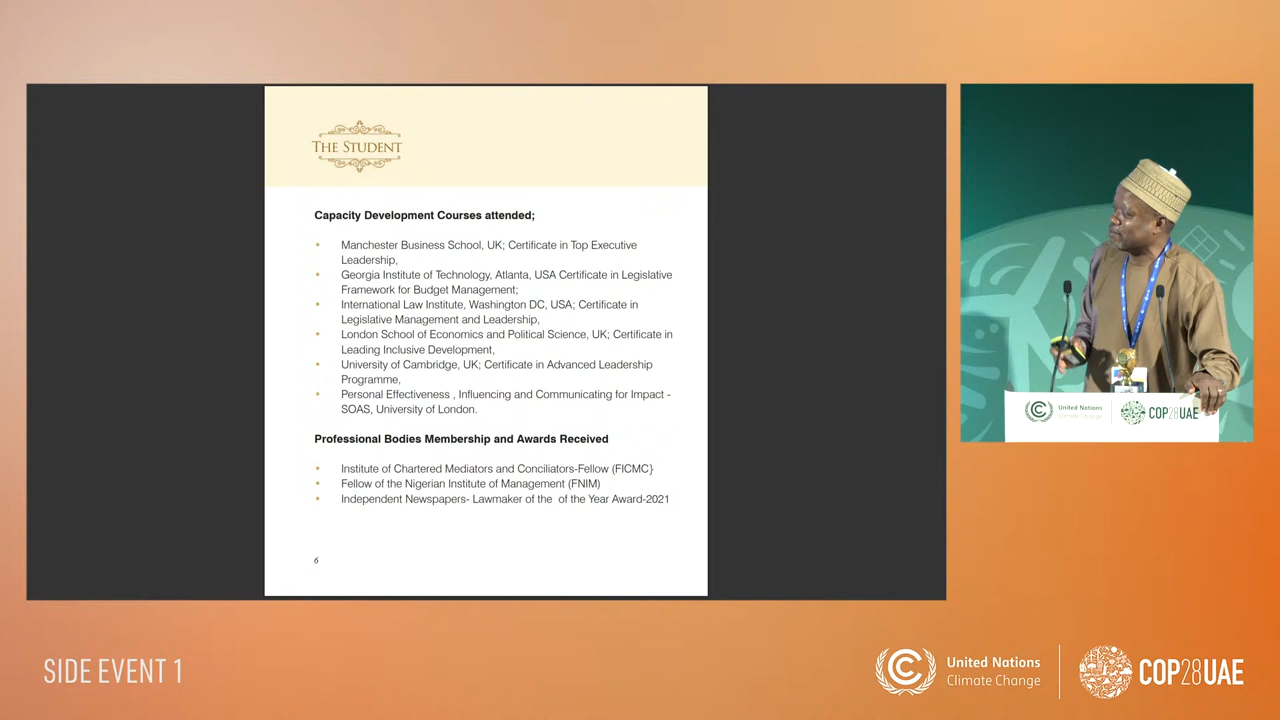 THE STUDENT
Capacity Development Courses attended;
• Manchester Business School, UK; Certificate in Top Executive
Leadership,
• Georgia Institute of Technology, Atlanta, USA Certificate in Legislative
Framework for Budget Management;
• International Law Institute, Washington DC, USA; Certificate in
Legislative Management and Leadership,
• London School of Economics and Political Science, UK; Certificate in
Leading Inclusive Development,
• University of Cambridge, UK; Certificate in Advanced Leadership
Programme,
• Personal Effectiveness , Influencing and Communicating for Impact -
SOAS, University of London.
Professional Bodies Membership and Awards Received
• Institute of Chartered Mediators and Conciliators-Fellow (FICMC}
• Fellow of the Nigerian Institute of Management (FNIM)
• Independent Newspapers- Lawmaker of the of the Year Award-2021
6
United Nations
Climate Change
COP28UAE
SIDE EVENT 1
United Nations
Climate Change
COP28UAE